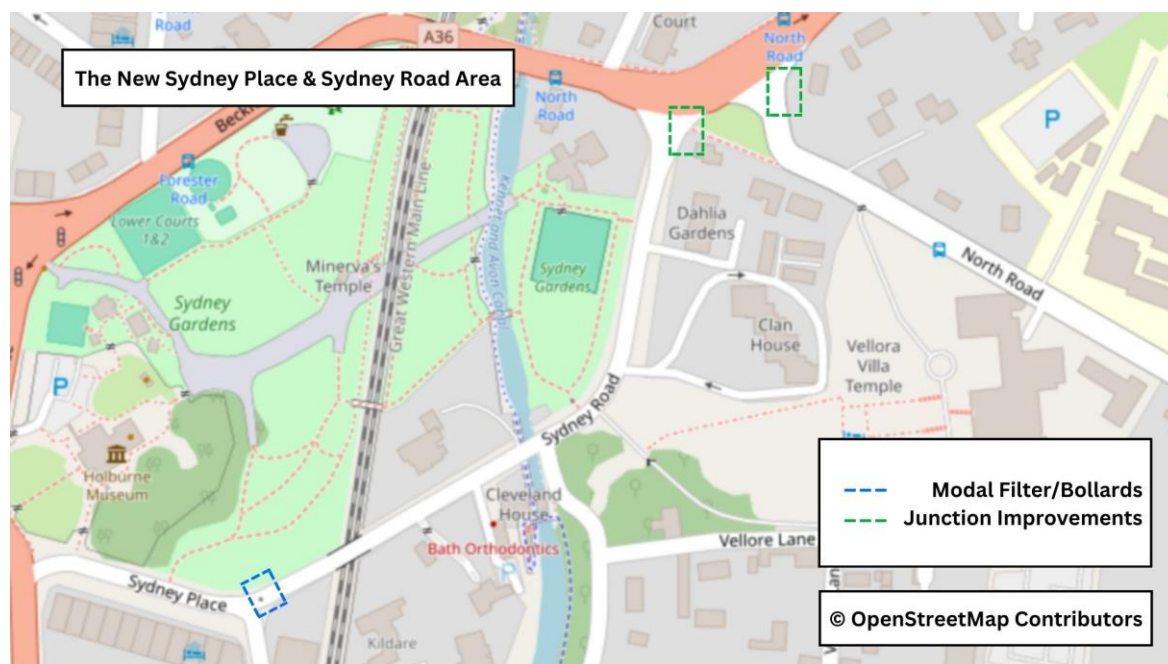 Road
Court
A36
North
Road
The New Sydney Place & Sydney Road Area
North
Road
Beck
P
Forester
Road
Lower Courts
1&2
Great Western Main Line
Kennet and Avon Canal
Dahlia
Gardens
North Road
Minerva's
Temple
Sydney
Gardens
Sydney
Gardens
Clan
House
Vellora
Villa
Temple
P
Sydney Road
Holburne
Museum
Cleveland
House
Bath Orthodontics
P
Vellore Lane
Modal Filter/Bollards
Junction Improvements
Sydney Place
Kildare
© OpenStreetMap Contributors